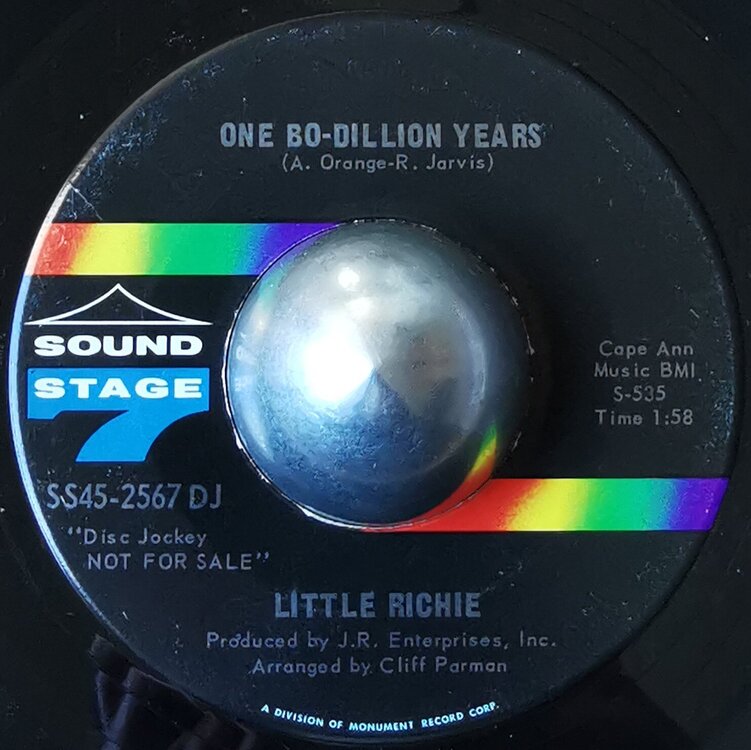 ONE BO-DILLION YEARS
(A. Orange-R. Jarvis)
SOUND
STAGE
7
Cape Ann
Music BMI
S-535
Time 1:58
SS45-2567 DJ
"Disc Jockey
NOT FOR SALE"
LITTLE RICHIE
Produced by J.R. Enterprises, Inc.
Arranged by Cliff Parman
A DIVISION OF MONUMENT RECORD CORP.